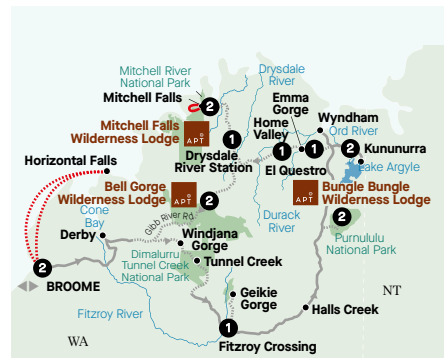 Mitchell River
National Park
Drysdale
River
Mitchell Falls
2
Emma
Gorge
Mitchell Falls
Wilderness Lodge
APT
1
Home
Valley
Wyndham
Ord River
Drysdale
River Station
1
1
2
Kununurra
Horizontal Falls
El Questro
Lake Argyle
Bell Gorge
Wilderness Lodge
APT
2
APT
Bungle Bungle
Wilderness Lodge
Cone
Bay
Gibb River Rd
Durack
River
2
Derby
Windjana
Gorge
Purnululu
National Park
Dimalurru
Tunnel Creek
National Park
Tunnel Creek
2
BROOME
Geikie
Gorge
NT
Fitzroy River
Halls Creek
1
WA
Fitzroy Crossing